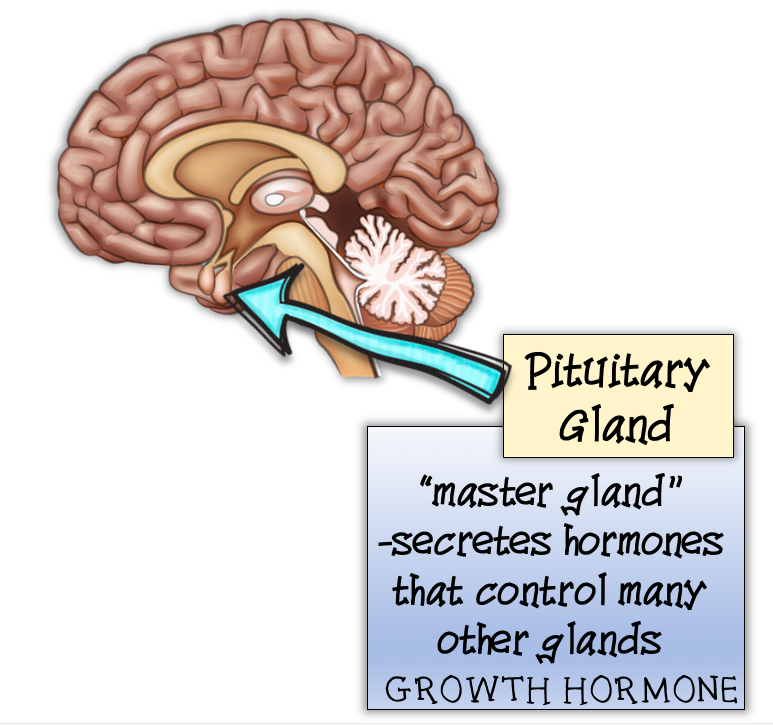 Pituitary
Gland
“master gland”
-secretes hormones
that control many
other glands
GROWTH HORMONE